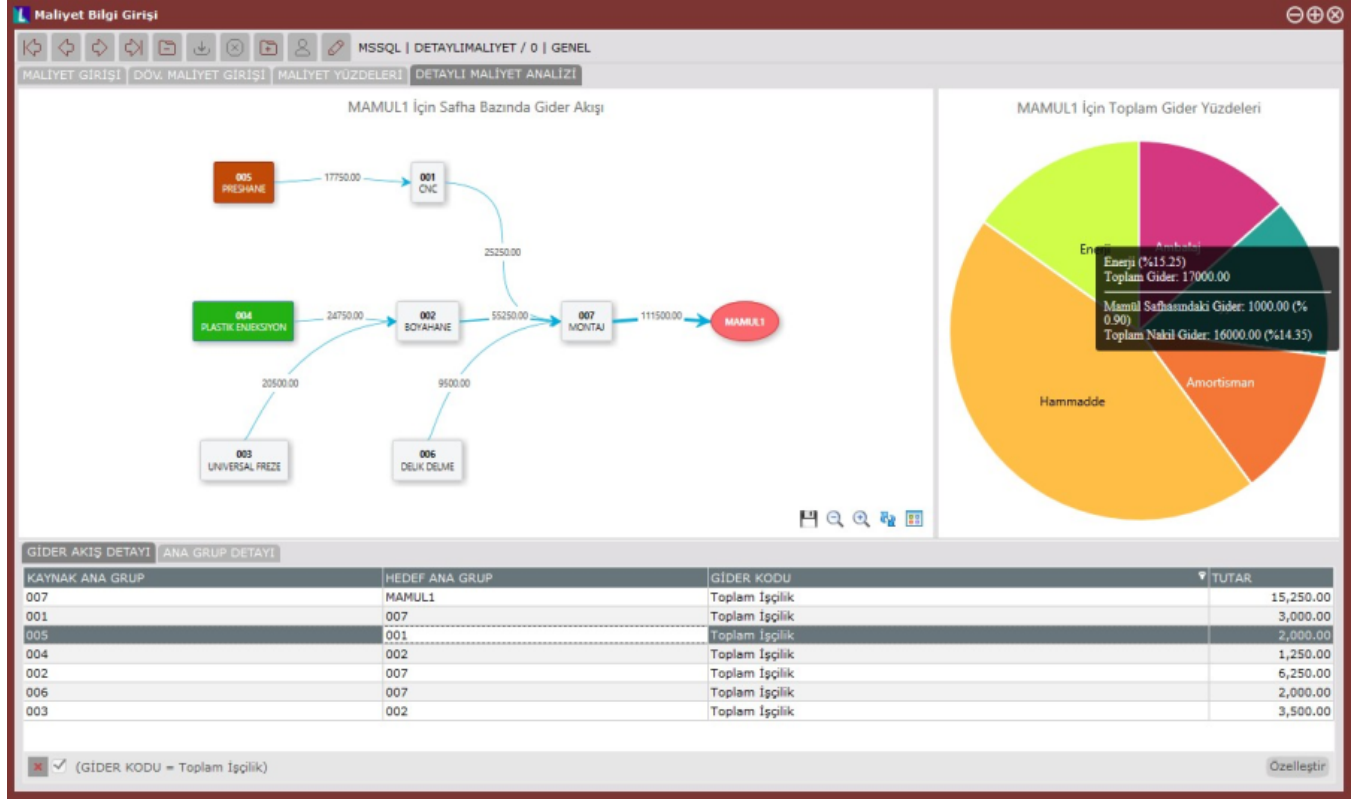 Maliyet Bilgi Girişi
MSSQL | DETAYLIMALIYET / 0 | GENEL
MALİYET GİRİŞİ DÖV. MALİYET GİRİŞİ MALİYET YÜZDELERİ DETAYLI MALİYET ANALİZİ
MAMUL1 İçin Safha Bazında Gider Akışı
005
PRESHANE
17750.00
001
CNC
25250.00
004
PLASTIK ENJEKSIYON
24750.00
002
BOYAHANE
55250.00
007
MONTAJ
111500.00
MAMUL1
20500.00
9500.00
003
UNIVERSAL FREZE
006
DELIK DELME
MAMUL1 İçin Toplam Gider Yüzdeleri
Enerji
Ambalaj
Enerji (%15.25)
Toplam Gider: 17000.00
Mamül Safhasındaki Gider: 1000.00 (%
0.90)
Toplam Nakil Gider: 16000.00 (%14.35)
Amortisman
Hammadde
GİDER AKIŞ DETAYI ANA GRUP DETAYI
KAYNAK ANA GRUP HEDEF ANA GRUP GİDER KODU TUTAR
007 MAMUL1 Toplam İşçilik 15,250.00
001 007 Toplam İşçilik 3,000.00
005 001 Toplam İşçilik 2,000.00
004 002 Toplam İşçilik 1,250.00
002 007 Toplam İşçilik 6,250.00
006 007 Toplam İşçilik 2,000.00
003 002 Toplam İşçilik 3,500.00
(GİDER KODU = Toplam İşçilik) Özelleştir